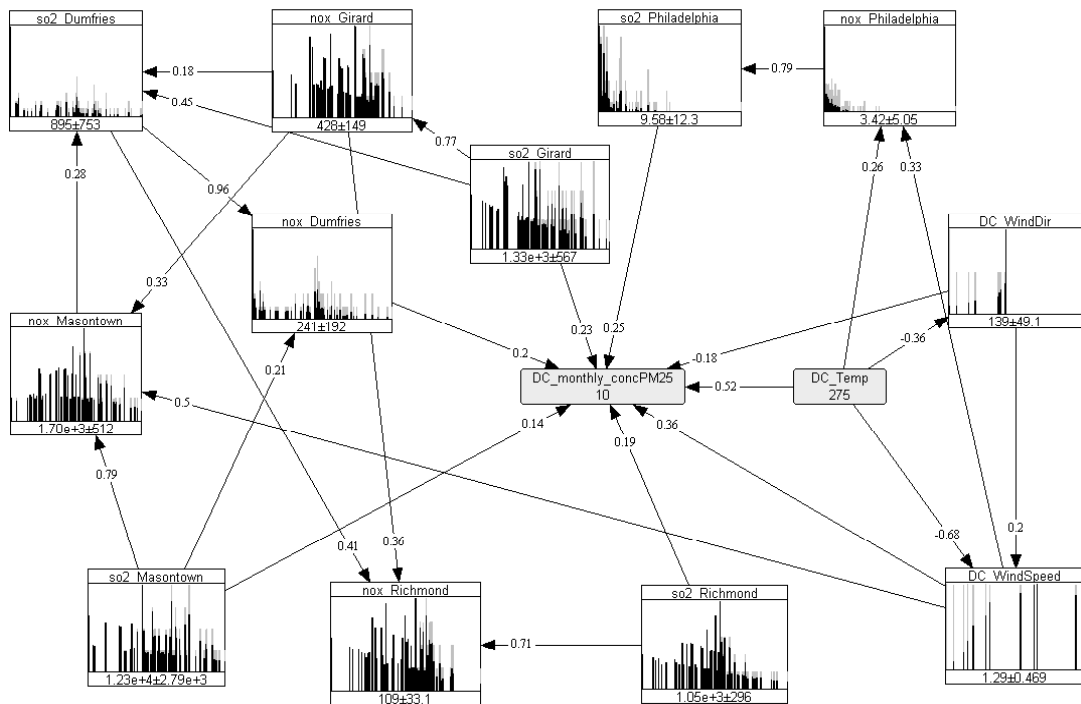 so2_Dumfries
895±753
nox_Girard
428±149
so2_Philadelphia
9.58±12.3
nox_Philadelphia
3.42±5.05
0.18
0.45
0.79
0.77
so2_Girard
1.33e+3±567
0.28
0.96
0.26
0.33
nox_Dumfries
241±192
DC_WindDir
139±49.1
0.33
nox_Masontown
1.70e+3±512
0.23
0.25
-0.18
-0.36
0.2
0.21
DC_monthly_concPM25
10
0.52
DC_Temp
275
0.5
0.14
0.19
0.36
0.79
0.41
0.36
0.2
-0.68
so2_Masontown
1.23e+4±2.79e+3
nox_Richmond
109±33.1
0.71
so2_Richmond
1.05e+3±296
DC_WindSpeed
1.29±0.469